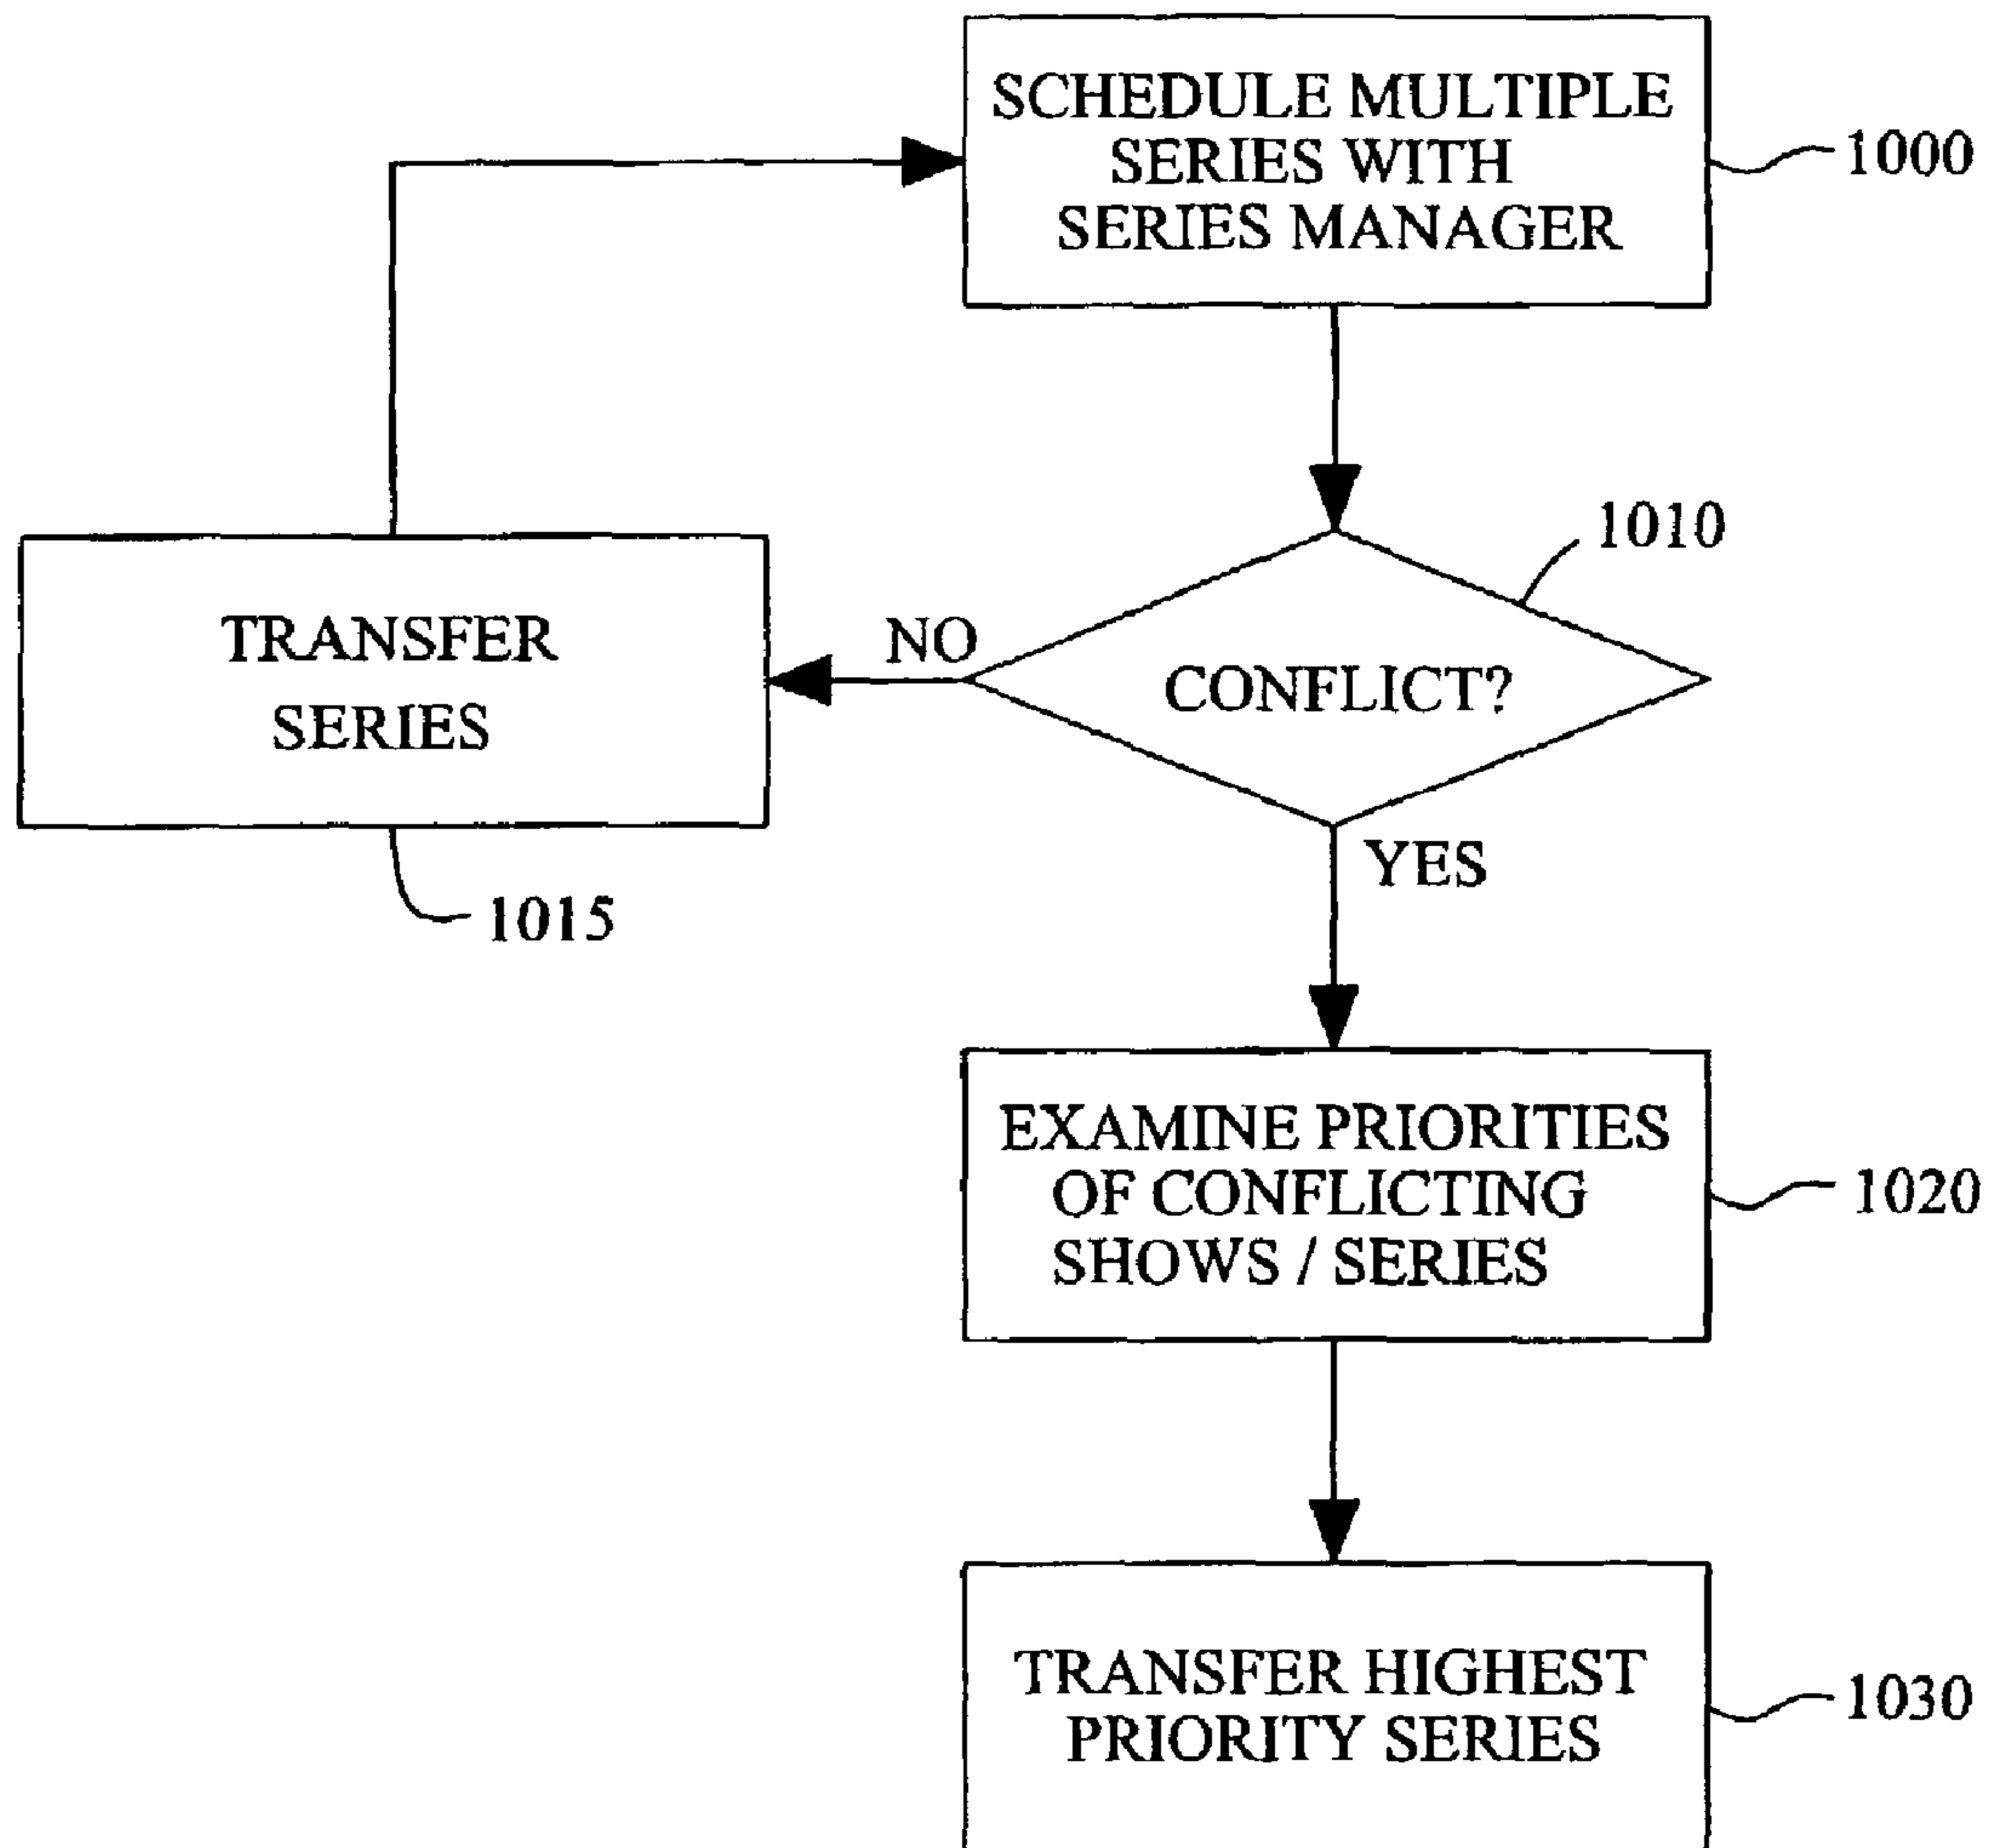 SCHEDULE MULTIPLE
SERIES WITH
SERIES MANAGER
1000
1010
CONFLICT?
NO
TRANSFER
SERIES
1015
YES
EXAMINE PRIORITIES
OF CONFLICTING
SHOWS / SERIES
1020
TRANSFER HIGHEST
PRIORITY SERIES
1030